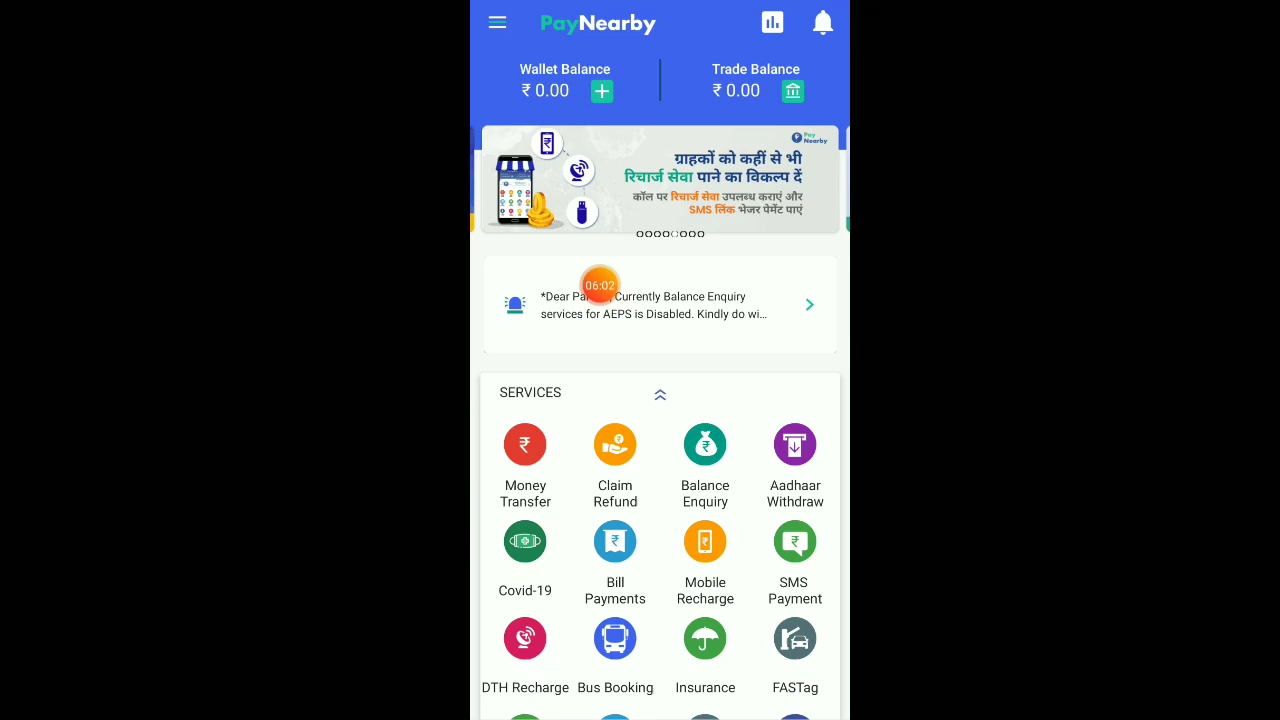 PayNearby
Wallet Balance
₹ 0.00
Trade Balance
₹ 0.00
Pay
Nearby
ग्राहकों को कहीं से भी
रिचार्ज सेवा पाने का विकल्प दें
कॉल पर रिचार्ज सेवा उपलब्ध कराएं और
SMS लिंक भेजर पेमेंट पाएं
06:02
*Dear Currently Balance Enquiry
services for AEPS is Disabled. Kindly do wi...
SERVICES
Money
Transfer
Claim
Refund
Balance
Enquiry
Aadhaar
Withdraw
Covid-19
Bill
Payments
Mobile
Recharge
SMS
Payment
DTH Recharge
Bus Booking
Insurance
FASTag